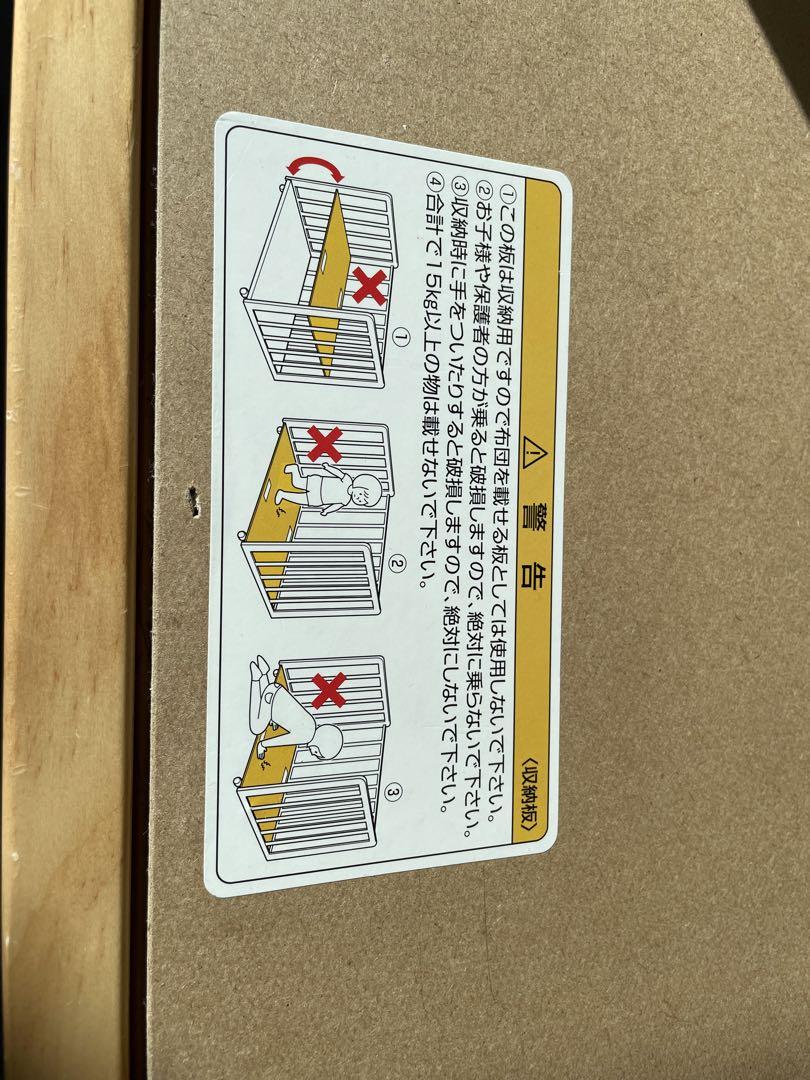 ⚠ 警告 〈収納板〉
①この板は収納用ですので布団を載せる板としては使用しないで下さい。
②お子様や保護者の方が乗ると破損しますので、絶対に乗らないで下さい。
③収納時に手をついたりすると破損しますので、絶対にしないで下さい。
④合計で15kg以上の物は載せないで下さい。
①
②
③